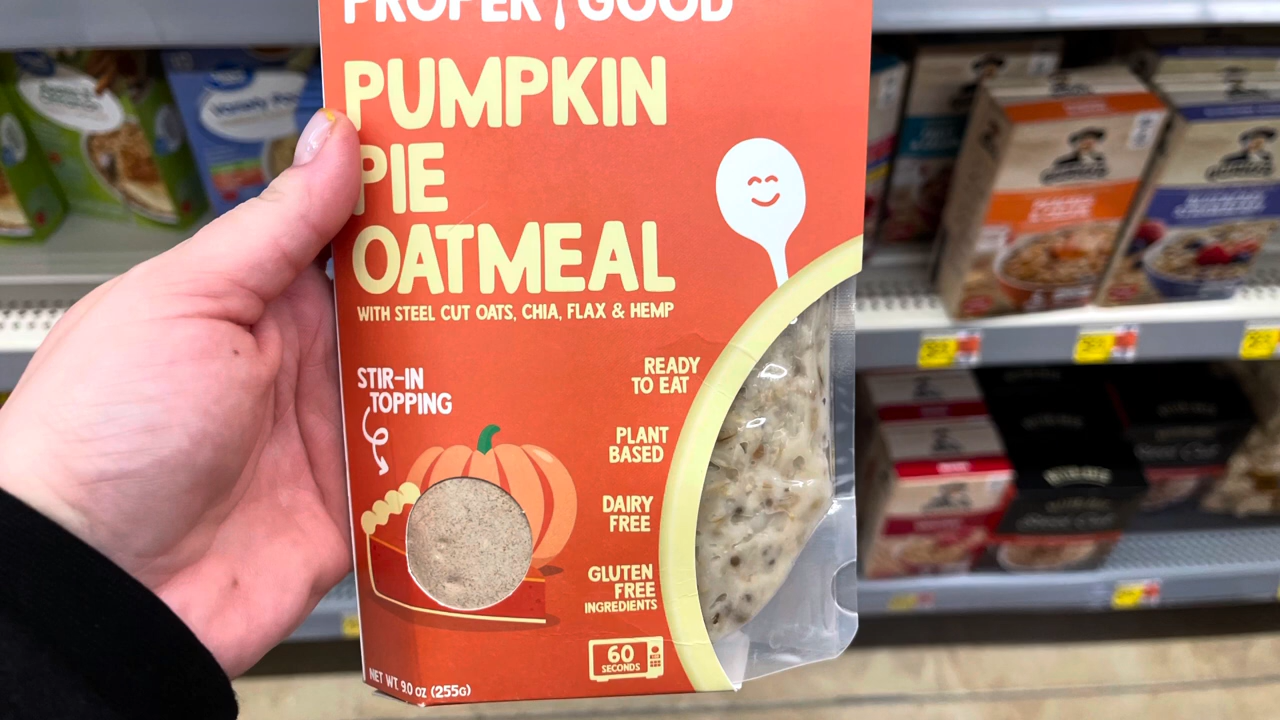 PROPER GOOD
PUMPKIN
PIE
OATMEAL
WITH STEEL CUT OATS, CHIA, FLAX & HEMP
READY
TO EAT
STIR-IN
TOPPING
PLANT
BASED
DAIRY
FREE
GLUTEN
FREE
INGREDIENTS
60
SECONDS
NET WT. 9.0 OZ (255G)